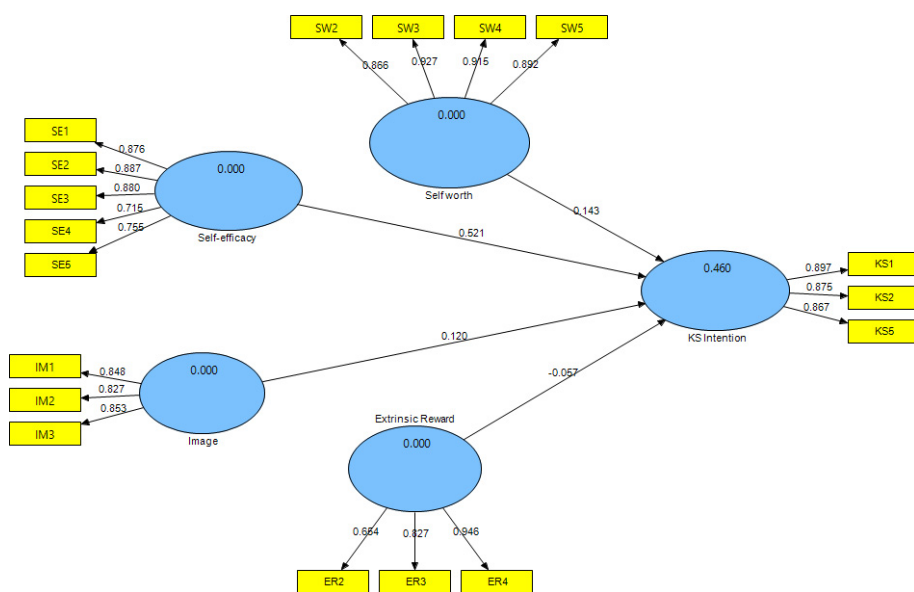 SW2
SW3
SW4
SW5
0.866
0.927
0.915
0.892
0.000
Self worth
SE1
SE2
SE3
SE4
SE5
0.876
0.887
0.880
0.715
0.755
0.000
Self-efficacy
0.143
0.521
0.460
KS Intention
0.897
0.875
0.867
KS1
KS2
KS5
0.120
-0.057
IM1
IM2
IM3
0.848
0.827
0.853
0.000
Image
Extrinsic Reward
0.000
0.654
0.827
0.946
ER2
ER3
ER4